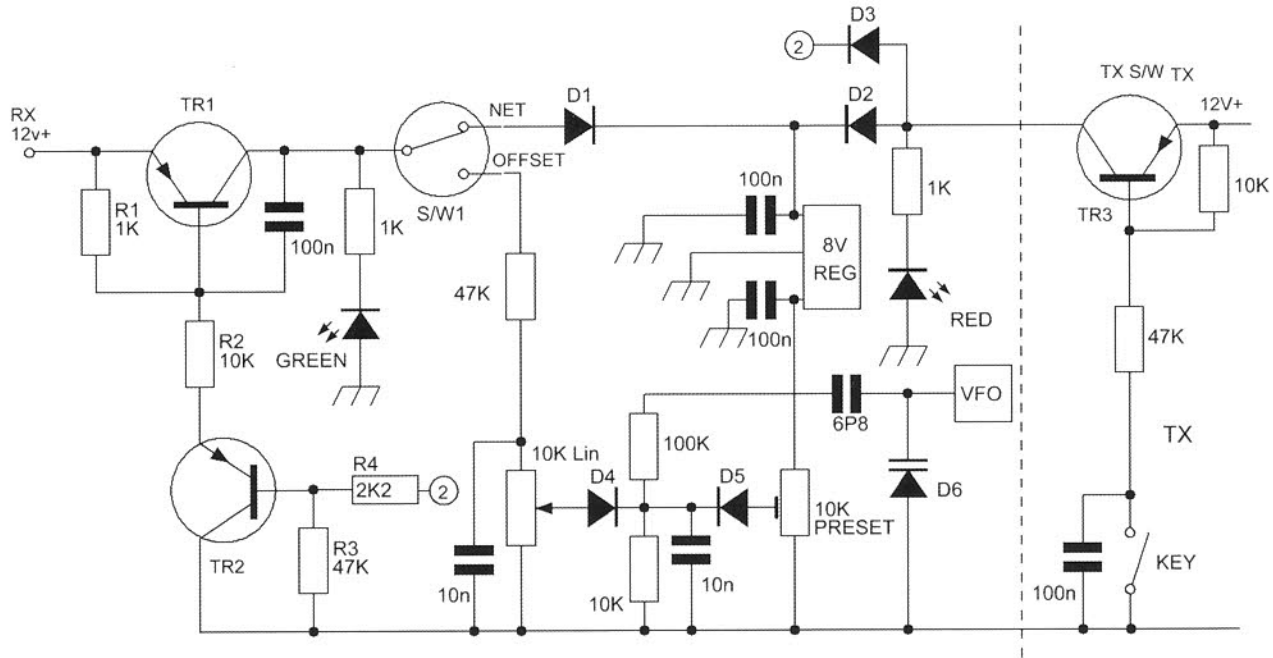 D3
2
TX S/W TX
12V+
RX
12v+
TR1
NET
D1
D2
OFFSET
S/W1
R1
1K
100n
1K
100n
1K
10K
TR3
8V
REG
47K
100n
RED
R2
10K
GREEN
47K
VFO
6P8
TX
10K Lin
100K
R4
2K2
2
D4
D5
D6
10K
PRESET
TR2
R3
47K
10n
10K
10n
100n
KEY